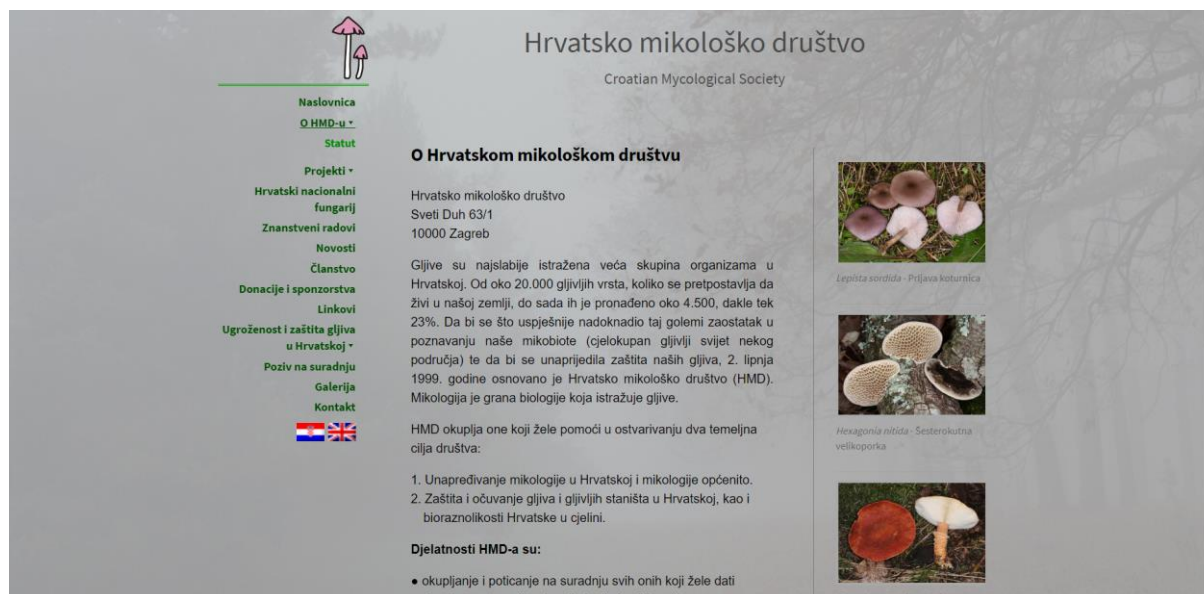 Hrvatsko mikološko društvo
Croatian Mycological Society
Naslovnica
O HMD-u
Statut
Projekti
Hrvatski nacionalni
fungarij
Znanstveni radovi
Novosti
Članstvo
Donacije i sponzorstva
Linkovi
Ugroženost i zaštita gljiva
u Hrvatskoj
Poziv na suradnju
Galerija
Kontakt
O Hrvatskom mikološkom društvu
Hrvatsko mikološko društvo
Sveti Duh 63/1
10000 Zagreb
Gljive su najslabije istražena veća skupina organizama u
Hrvatskoj. Od oko 20.000 gljivljih vrsta, koliko se pretpostavlja da
živi u našoj zemlji, do sada ih je pronađeno oko 4.500, dakle tek
23%. Da bi se što uspješnije nadoknadio taj golemi zaostatak u
poznavanju naše mikobiote (cjelokupan gljivlji svijet nekog
područja) te da bi se unaprijedila zaštita naših gljiva, 2. lipnja
1999. godine osnovano je Hrvatsko mikološko društvo (HMD).
Mikologija je grana biologije koja istražuje gljive.
HMD okuplja one koji žele pomoći u ostvarivanju dva temeljna
cilja društva:
1. Unapređivanje mikologije u Hrvatskoj i mikologije općenito.
2. Zaštita i očuvanje gljiva i gljivljih staništa u Hrvatskoj, kao i
bioraznolikosti Hrvatske u cjelini.
Djelatnosti HMD-a su:
● okupljanje i poticanje na suradnju svih onih koji žele dati
Lepista sordida - Prljava koturnica
Hexagonia nitida - Šesterokutna
velikoporka